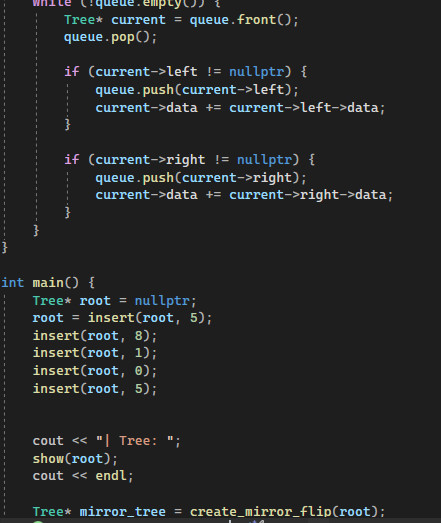 while (!queue.empty()) {
Tree* current = queue.front();
queue.pop();
if (current->left != nullptr) {
queue.push(current->left);
current->data += current->left->data;
}
if (current->right != nullptr) {
queue.push(current->right);
current->data += current->right->data;
}
}
}
int main() {
Tree* root = nullptr;
root = insert(root, 5);
insert(root, 8);
insert(root, 1);
insert(root, 0);
insert(root, 5);
cout << "| Tree: ";
show(root);
cout << endl;
Tree* mirror_tree = create_mirror_flip(root);